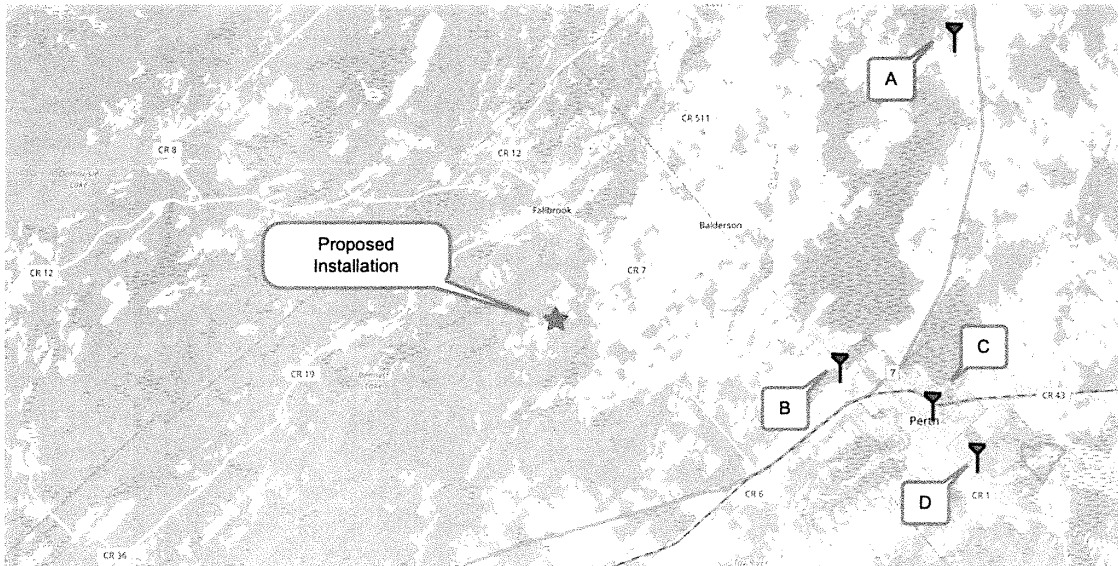 A
CR 511
CR 8
CR 12
Fallbrook
Balderson
Proposed
Installation
CR 12
CR 7
C
7
CR 19
CR 43
B
Perth
D
CR 6
CR 1
CR 36